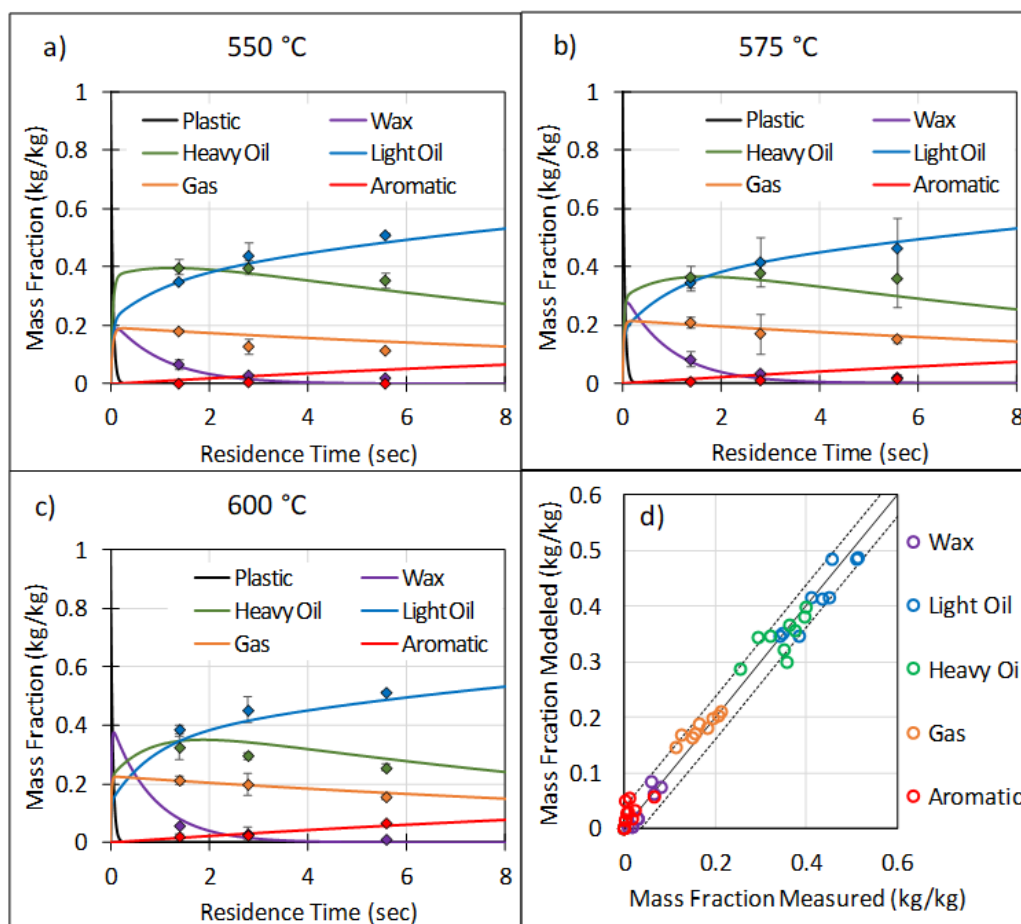 a) 550 °C
Mass Fraction (kg/kg)
1
0.8
0.6
0.4
0.2
0
Plastic Wax
Heavy Oil Light Oil
Gas Aromatic
0 2 4 6 8
Residence Time (sec)
b) 575 °C
Mass Fraction (kg/kg)
1
0.8
0.6
0.4
0.2
0
Plastic Wax
Heavy Oil Light Oil
Gas Aromatic
0 2 4 6 8
Residence Time (sec)
c) 600 °C
Mass Fraction (kg/kg)
1
0.8
0.6
0.4
0.2
0
Plastic Wax
Heavy Oil Light Oil
Gas Aromatic
0 2 4 6 8
Residence Time (sec)
d)
Mass Frcation Modeled (kg/kg)
0.6
0.5
0.4
0.3
0.2
0.1
0
0 0.2 0.4 0.6
Mass Fraction Measured (kg/kg)
Wax
Light Oil
Heavy Oil
Gas
Aromatic